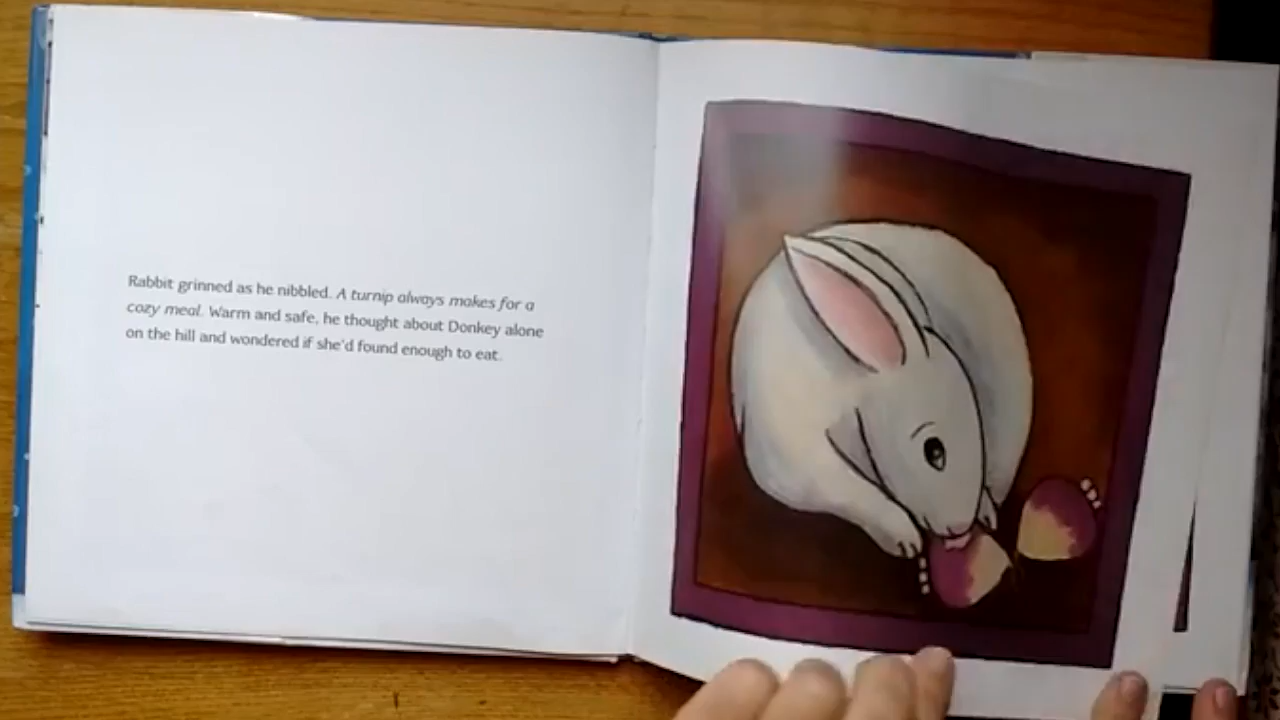 Rabbit grinned as he nibbled. A turnip always makes for a
cozy meal. Warm and safe, he thought about Donkey alone
on the hill and wondered if she'd found enough to eat.